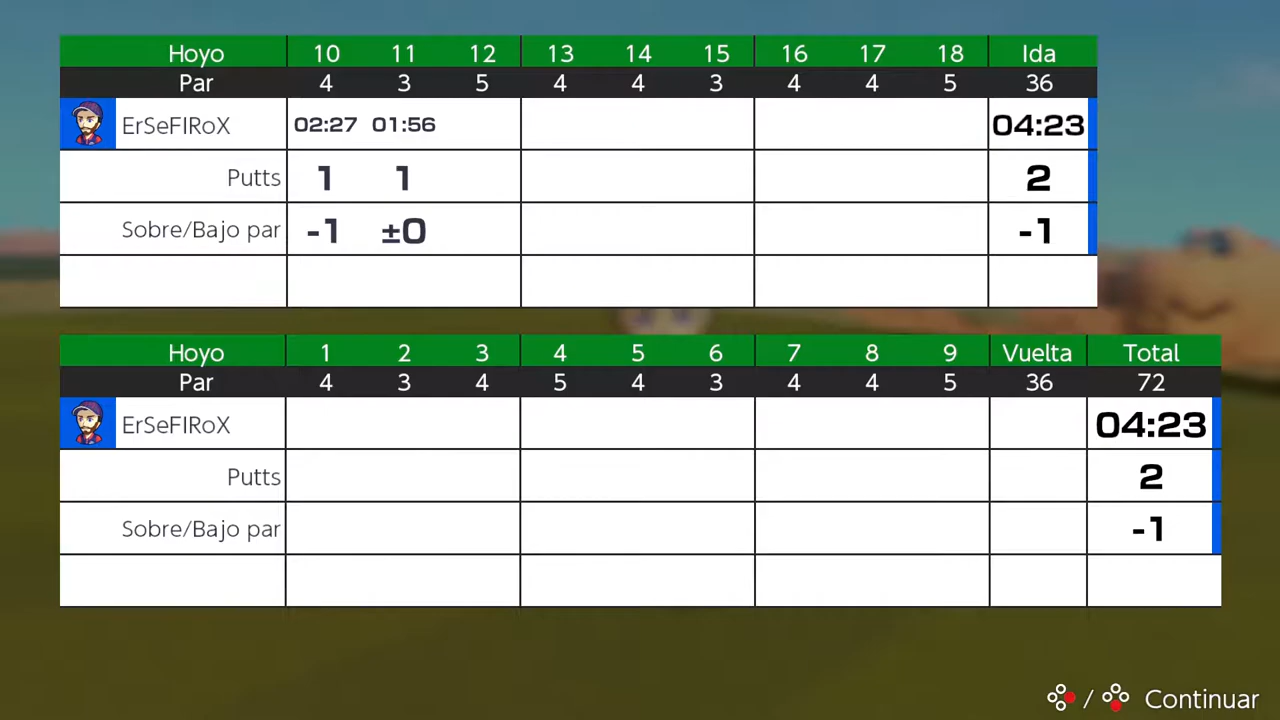 Hoyo 10 11 12 13 14 15 16 17 18 Ida
Par 4 3 5 4 4 3 4 4 5 36
ErSeFIRoX 02:27 01:56 04:23
Putts 1 1 2
Sobre/Bajo par -1 ±0 -1
Hoyo 1 2 3 4 5 6 7 8 9 Vuelta Total
Par 4 3 4 5 4 3 4 4 5 36 72
ErSeFIRoX 04:23
Putts 2
Sobre/Bajo par -1
/ Continuar